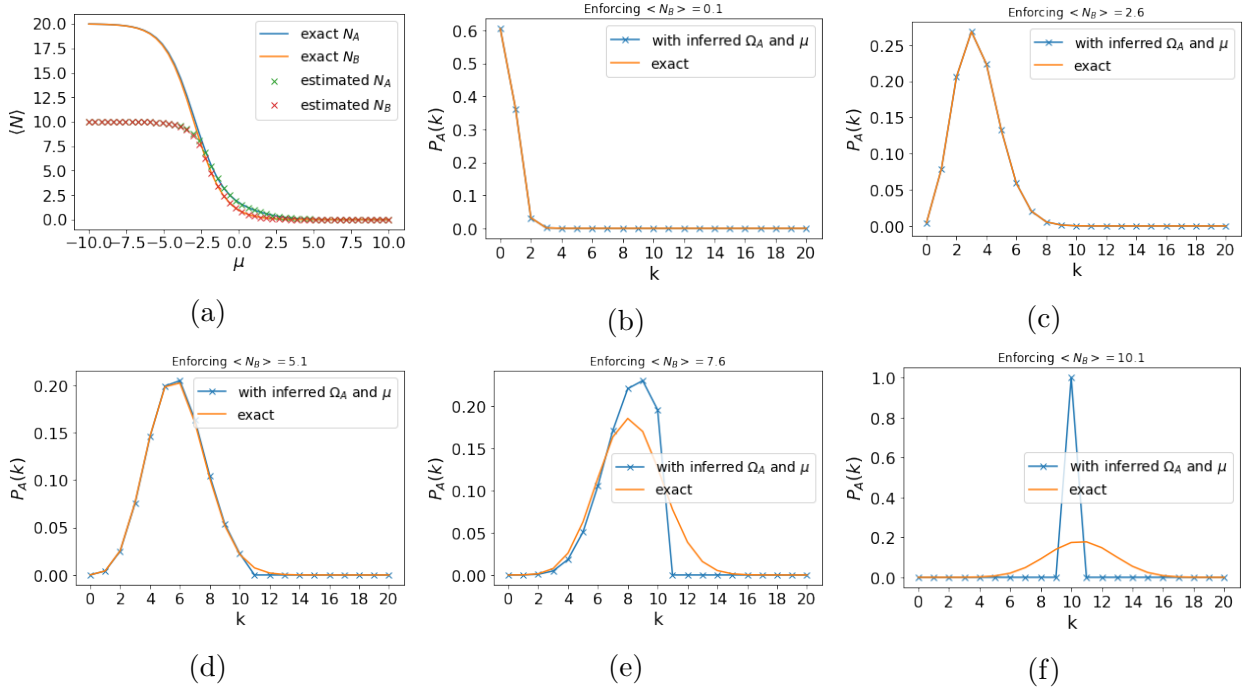 20.0
17.5
15.0
12.5
10.0
7.5
5.0
2.5
0.0
⟨N⟩
exact N_A
exact N_B
estimated N_A
estimated N_B
−10.0 −7.5 −5.0 −2.5 0.0 2.5 5.0 7.5 10.0
μ
(a)
Enforcing < N_B > = 0.1
0.6
0.5
0.4
0.3
0.2
0.1
0.0
P_A(k)
with inferred Ω_A and μ
exact
0 2 4 6 8 10 12 14 16 18 20
k
(b)
Enforcing < N_B > = 2.6
0.25
0.20
0.15
0.10
0.05
0.00
P_A(k)
with inferred Ω_A and μ
exact
0 2 4 6 8 10 12 14 16 18 20
k
(c)
Enforcing < N_B > = 5.1
0.20
0.15
0.10
0.05
0.00
P_A(k)
with inferred Ω_A and μ
exact
0 2 4 6 8 10 12 14 16 18 20
k
(d)
Enforcing < N_B > = 7.6
0.20
0.15
0.10
0.05
0.00
P_A(k)
with inferred Ω_A and μ
exact
0 2 4 6 8 10 12 14 16 18 20
k
(e)
Enforcing < N_B > = 10.1
1.0
0.8
0.6
0.4
0.2
0.0
P_A(k)
with inferred Ω_A and μ
exact
0 2 4 6 8 10 12 14 16 18 20
k
(f)